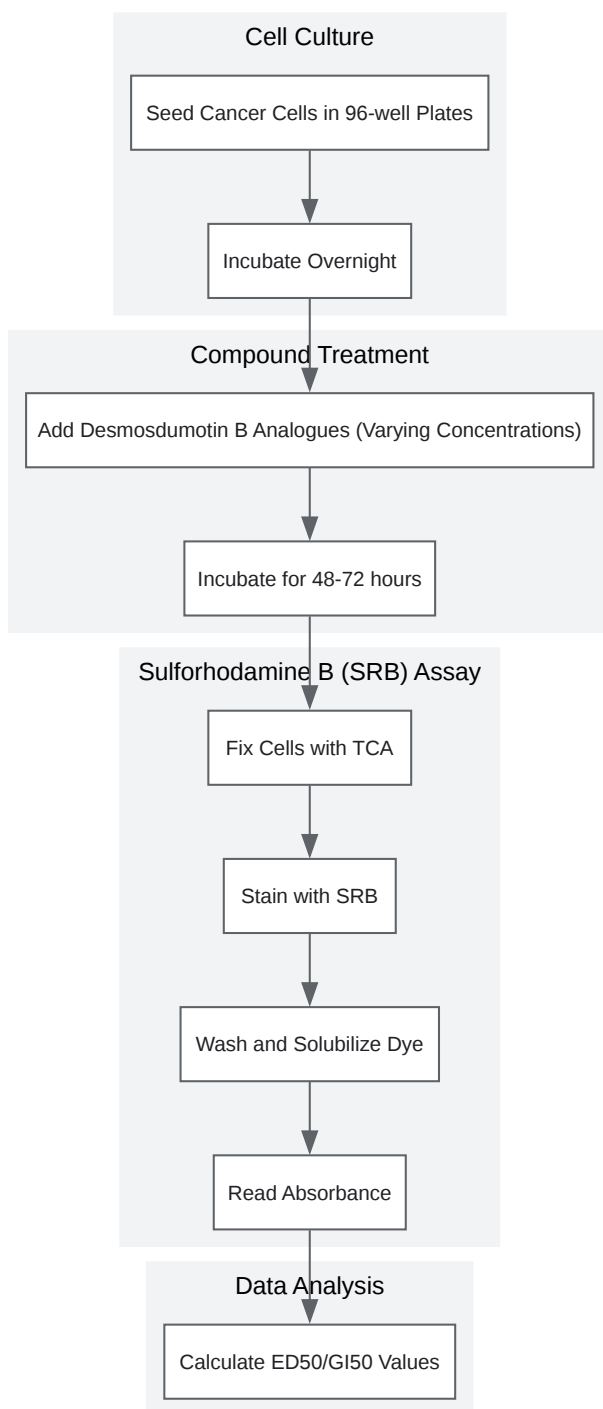 Cell Culture
Seed Cancer Cells in 96-well Plates
Incubate Overnight
Compound Treatment
Add Desmosdumotin B Analogues (Varying Concentrations)
Incubate for 48-72 hours
Sulforhodamine B (SRB) Assay
Fix Cells with TCA
Stain with SRB
Wash and Solubilize Dye
Read Absorbance
Data Analysis
Calculate ED50/GI50 Values